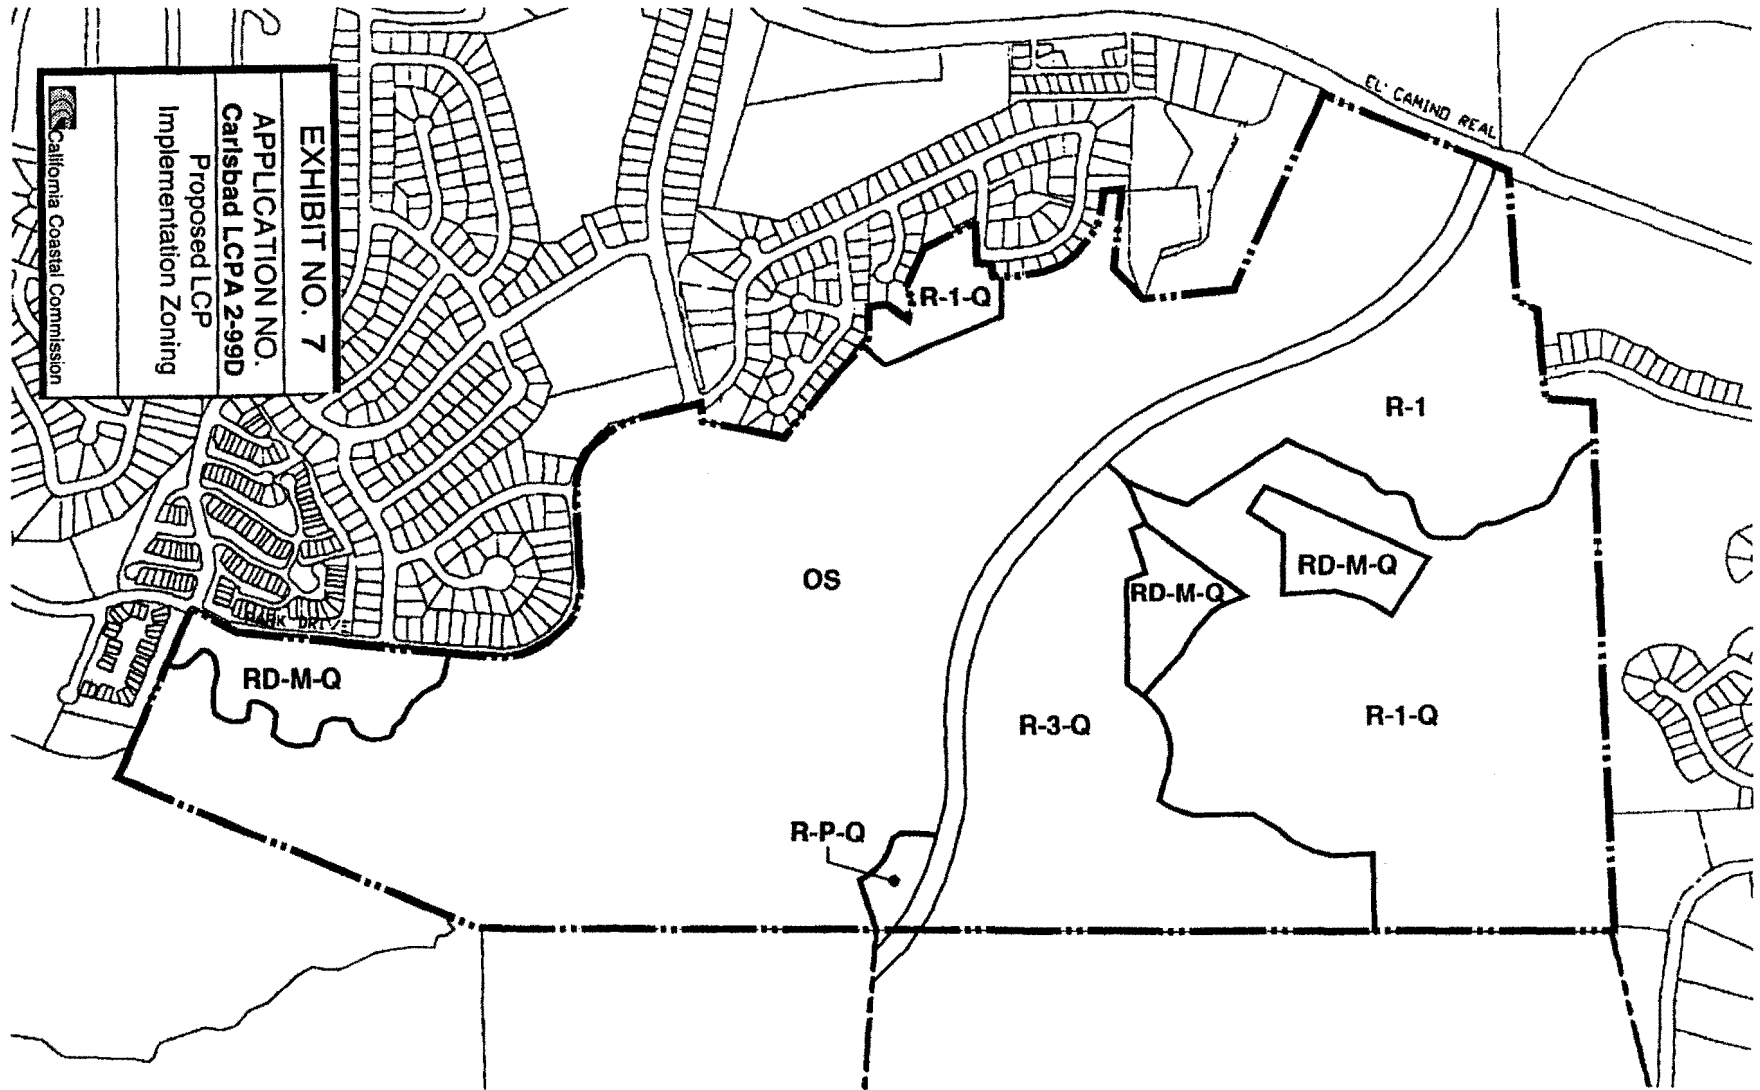 EXHIBIT NO. 7
APPLICATION NO.
Carlsbad LCPA 2-99D
Proposed LCP
Implementation Zoning
California Coastal Commission
EL CAMINO REAL
R-1-Q
R-1
OS
RD-M-Q
RD-M-Q
PARK DRIVE
RD-M-Q
R-3-Q
R-1-Q
R-P-Q